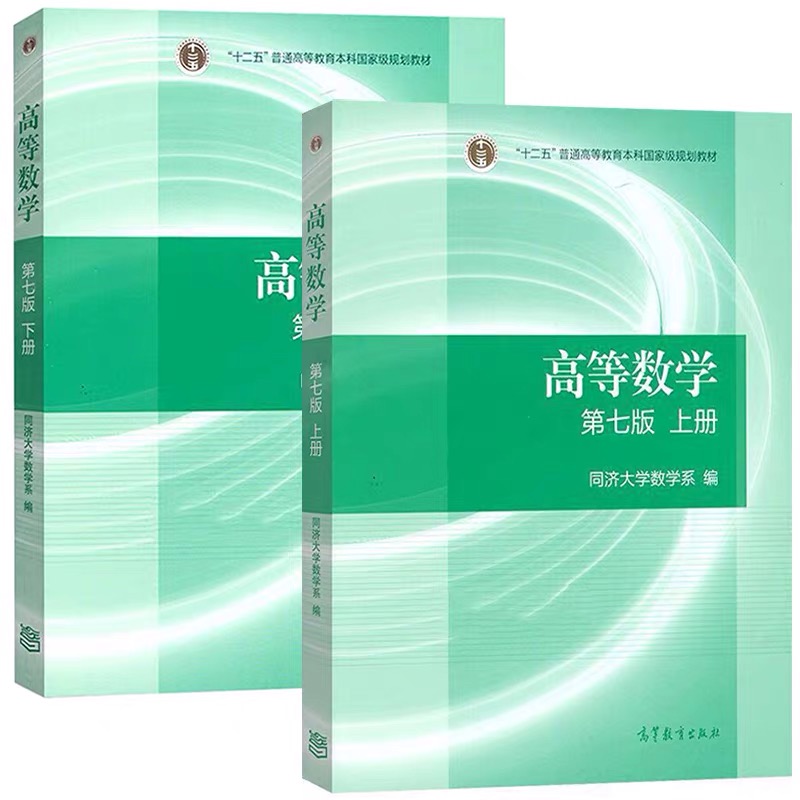 "十二五"普通高等教育本科国家级规划教材
高等数学
第七版 下册
同济大学数学系 编
高等
第
"十二五"普通高等教育本科国家级规划教材
高等数学
第七版 上册
同济大学数学系 编
高等数学
第七版 上册
同济大学数学系 编
高等教育出版社